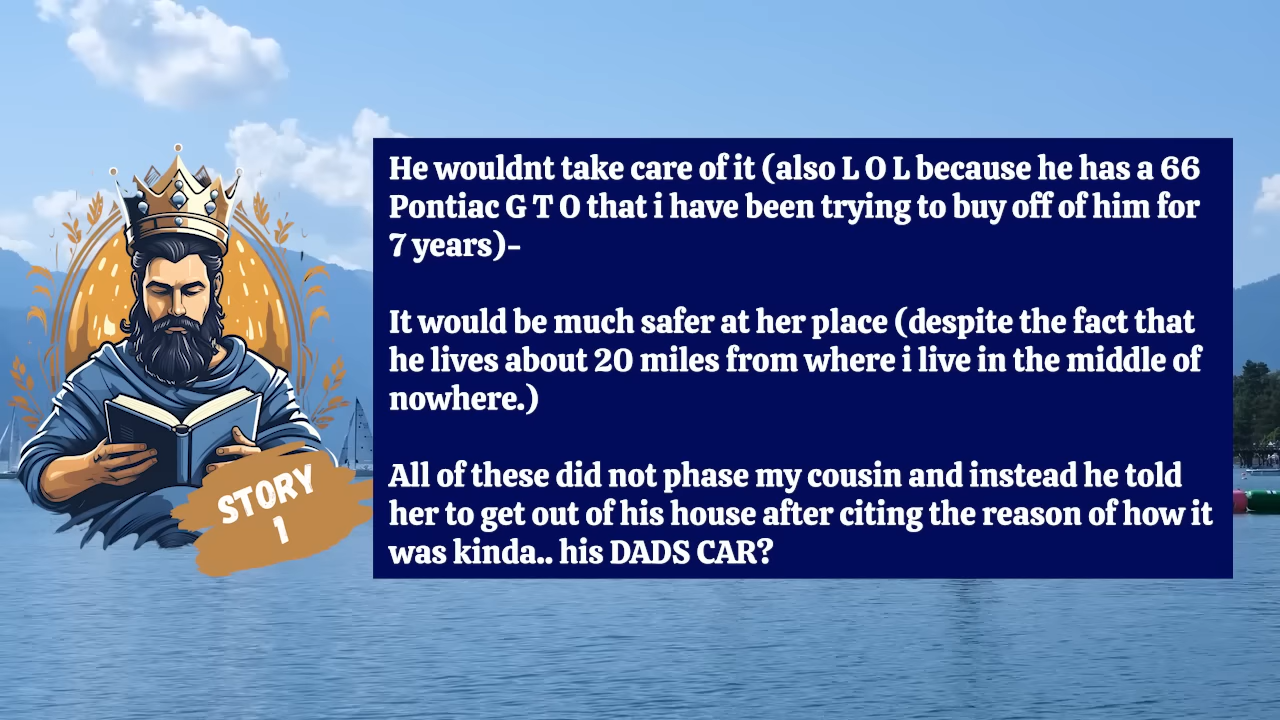 He wouldnt take care of it (also L O L because he has a 66
Pontiac G T O that i have been trying to buy off of him for
7 years)-
It would be much safer at her place (despite the fact that
he lives about 20 miles from where i live in the middle of
nowhere.)
All of these did not phase my cousin and instead he told
her to get out of his house after citing the reason of how it
was kinda.. his DADS CAR?
STORY
1